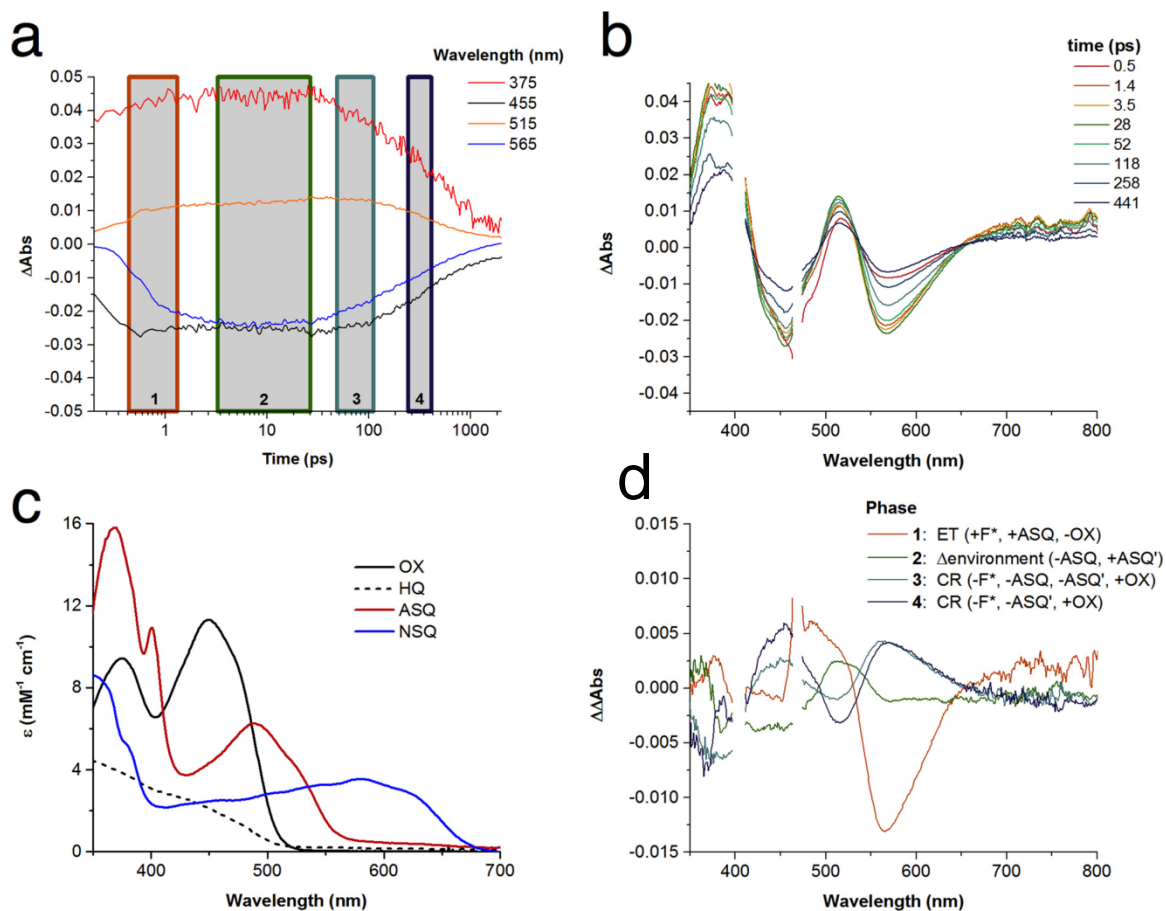 a
Wavelength (nm)
375
455
515
565
0.05
0.04
0.03
0.02
0.01
0.00
-0.01
-0.02
-0.03
-0.04
-0.05
ΔAbs
1
2
3
4
1
10
100
1000
Time (ps)
b
time (ps)
0.5
1.4
3.5
28
52
118
258
441
0.04
0.03
0.02
0.01
0.00
-0.01
-0.02
-0.03
-0.04
ΔAbs
400
500
600
700
800
Wavelength (nm)
c
OX
HQ
ASQ
NSQ
16
12
8
4
0
ε (mM⁻¹ cm⁻¹)
400
500
600
700
Wavelength (nm)
d
Phase
1: ET (+F*, +ASQ, -OX)
2: Δenvironment (-ASQ, +ASQ')
3: CR (-F*, -ASQ, -ASQ', +OX)
4: CR (-F*, -ASQ', +OX)
0.015
0.010
0.005
0.000
-0.005
-0.010
-0.015
ΔΔAbs
400
500
600
700
800
Wavelength (nm)